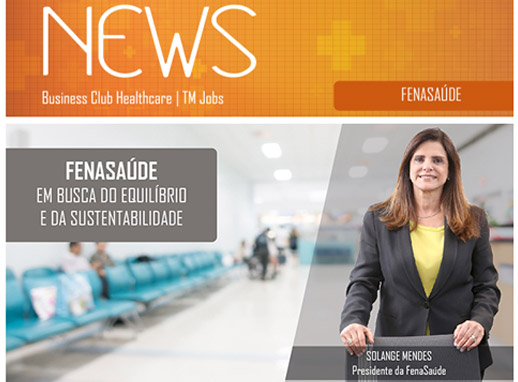 NEWS
Business Club Healthcare | TM Jobs
FENASAÚDE
FENASAÚDE
EM BUSCA DO EQUILÍBRIO
E DA SUSTENTABILIDADE
SOLANGE MENDES
Presidente da FenaSaúde